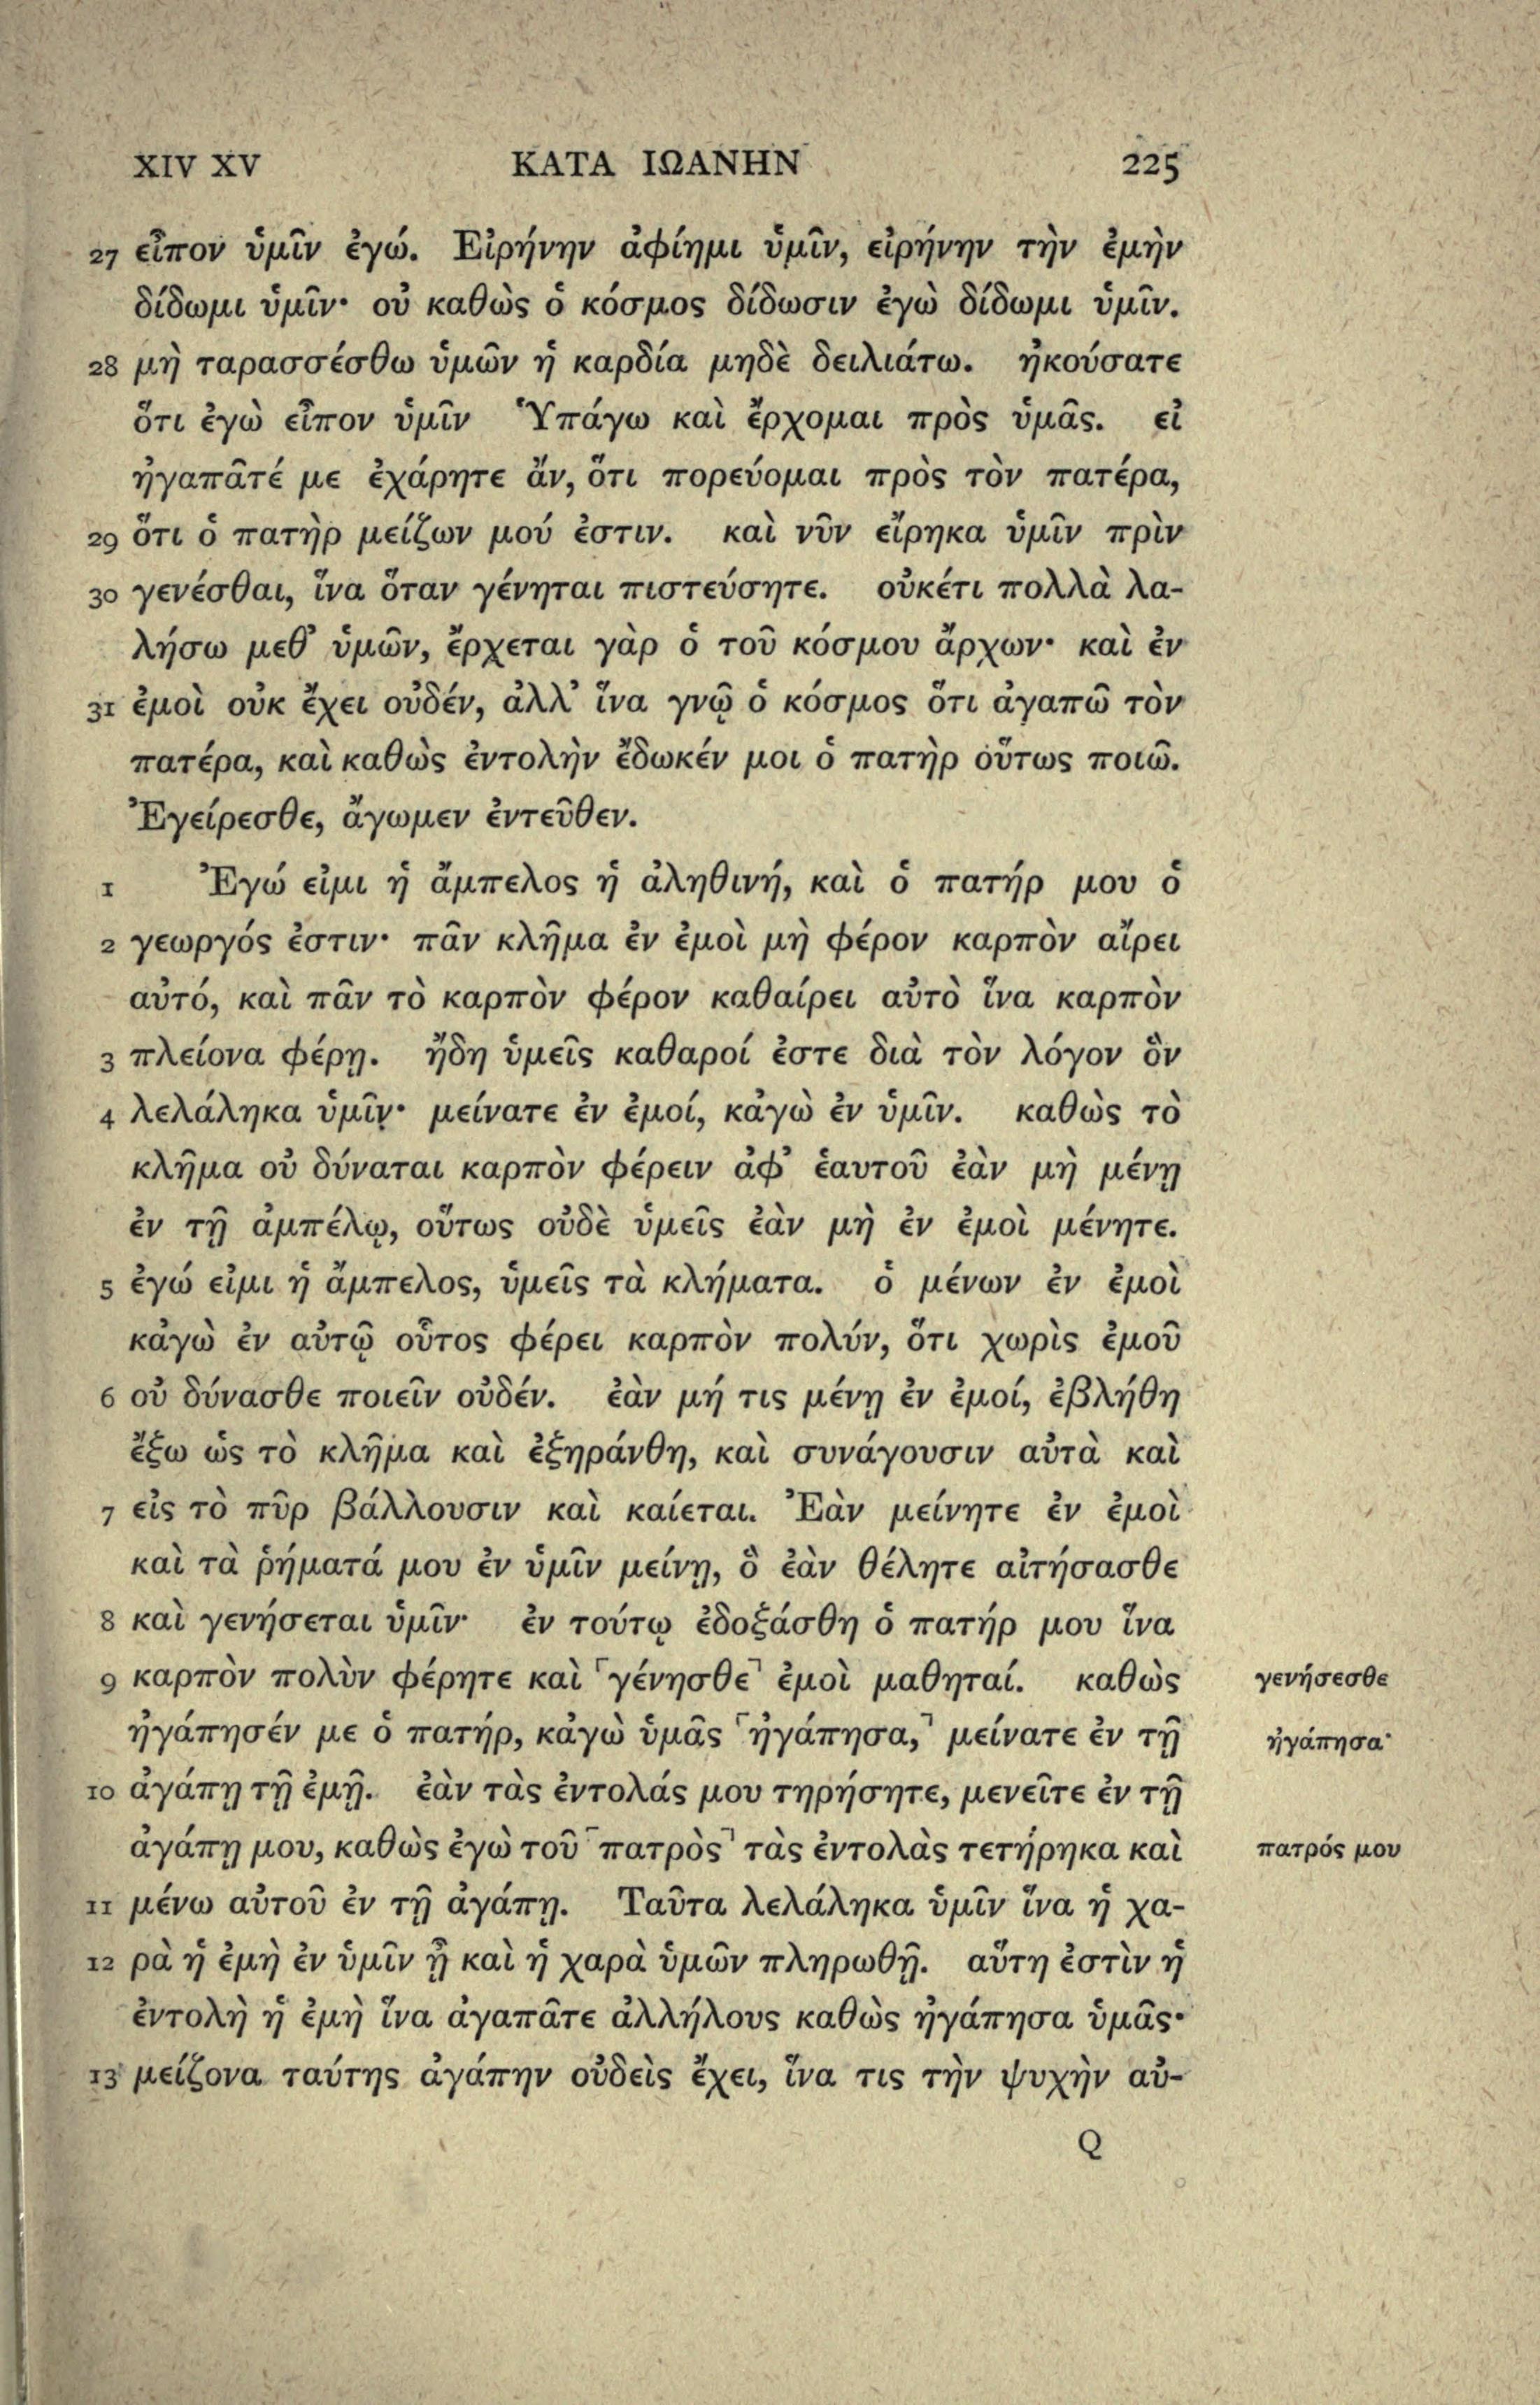 XIV XV ΚΑΤΑ ΙΩΑΝΗΝ 225
27 εἶπον ὑμῖν ἐγώ. Εἰρήνην ἀφίημι ὑμῖν, εἰρήνην τὴν ἐμὴν
δίδωμι ὑμῖν· οὐ καθὼς ὁ κόσμος δίδωσιν ἐγὼ δίδωμι ὑμῖν.
28 μὴ ταρασσέσθω ὑμῶν ἡ καρδία μηδὲ δειλιάτω. ἠκούσατε
ὅτι ἐγὼ εἶπον ὑμῖν Ὑπάγω καὶ ἔρχομαι πρὸς ὑμᾶς. εἰ
ἠγαπᾶτέ με ἐχάρητε ἄν, ὅτι πορεύομαι πρὸς τὸν πατέρα,
29 ὅτι ὁ πατὴρ μείζων μού ἐστιν. καὶ νῦν εἴρηκα ὑμῖν πρὶν
30 γενέσθαι, ἵνα ὅταν γένηται πιστεύσητε. οὐκέτι πολλὰ λα-
λήσω μεθ᾽ ὑμῶν, ἔρχεται γὰρ ὁ τοῦ κόσμου ἄρχων· καὶ ἐν
31 ἐμοὶ οὐκ ἔχει οὐδέν, ἀλλ᾽ ἵνα γνῷ ὁ κόσμος ὅτι ἀγαπῶ τὸν
πατέρα, καὶ καθὼς ἐντολὴν ἔδωκέν μοι ὁ πατὴρ οὕτως ποιῶ.
Ἐγείρεσθε, ἄγωμεν ἐντεῦθεν.
1 Ἐγώ εἰμι ἡ ἄμπελος ἡ ἀληθινή, καὶ ὁ πατήρ μου ὁ
2 γεωργός ἐστιν· πᾶν κλῆμα ἐν ἐμοὶ μὴ φέρον καρπὸν αἴρει
αὐτό, καὶ πᾶν τὸ καρπὸν φέρον καθαίρει αὐτὸ ἵνα καρπὸν
3 πλείονα φέρῃ. ἤδη ὑμεῖς καθαροί ἐστε διὰ τὸν λόγον ὃν
4 λελάληκα ὑμῖν· μείνατε ἐν ἐμοί, κἀγὼ ἐν ὑμῖν. καθὼς τὸ
κλῆμα οὐ δύναται καρπὸν φέρειν ἀφ᾽ ἑαυτοῦ ἐὰν μὴ μένῃ
ἐν τῇ ἀμπέλῳ, οὕτως οὐδὲ ὑμεῖς ἐὰν μὴ ἐν ἐμοὶ μένητε.
5 ἐγώ εἰμι ἡ ἄμπελος, ὑμεῖς τὰ κλήματα. ὁ μένων ἐν ἐμοὶ
κἀγὼ ἐν αὐτῷ οὗτος φέρει καρπὸν πολύν, ὅτι χωρὶς ἐμοῦ
6 οὐ δύνασθε ποιεῖν οὐδέν. ἐὰν μή τις μένῃ ἐν ἐμοί, ἐβλήθη
ἔξω ὡς τὸ κλῆμα καὶ ἐξηράνθη, καὶ συνάγουσιν αὐτὰ καὶ
7 εἰς τὸ πῦρ βάλλουσιν καὶ καίεται. Ἐὰν μείνητε ἐν ἐμοὶ
καὶ τὰ ῥήματά μου ἐν ὑμῖν μείνῃ, ὃ ἐὰν θέλητε αἰτήσασθε
8 καὶ γενήσεται ὑμῖν· ἐν τούτῳ ἐδοξάσθη ὁ πατήρ μου ἵνα
9 καρπὸν πολὺν φέρητε καὶ ⸢γένησθε⸣ ἐμοὶ μαθηταί. καθὼς γενήσεσθε
ἠγάπησέν με ὁ πατήρ, κἀγὼ ὑμᾶς ⸢ἠγάπησα,⸣ μείνατε ἐν τῇ ἠγάπησα·
10 ἀγάπῃ τῇ ἐμῇ. ἐὰν τὰς ἐντολάς μου τηρήσητε, μενεῖτε ἐν τῇ
ἀγάπῃ μου, καθὼς ἐγὼ τοῦ ⸢πατρὸς⸣ τὰς ἐντολὰς τετήρηκα καὶ πατρός μου
11 μένω αὐτοῦ ἐν τῇ ἀγάπῃ. Ταῦτα λελάληκα ὑμῖν ἵνα ἡ χα-
12 ρὰ ἡ ἐμὴ ἐν ὑμῖν ᾖ καὶ ἡ χαρὰ ὑμῶν πληρωθῇ. αὕτη ἐστὶν ἡ
ἐντολὴ ἡ ἐμὴ ἵνα ἀγαπᾶτε ἀλλήλους καθὼς ἠγάπησα ὑμᾶς·
13 μείζονα ταύτης ἀγάπην οὐδεὶς ἔχει, ἵνα τις τὴν ψυχὴν αὐ-
Q